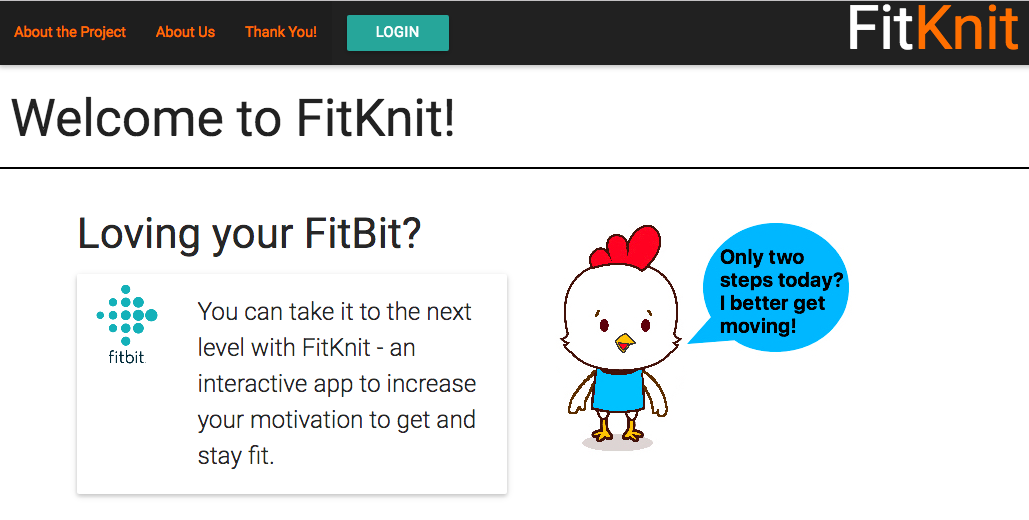 About the Project About Us Thank You! LOGIN FitKnit
Welcome to FitKnit!
Loving your FitBit?
fitbit
You can take it to the next
level with FitKnit - an
interactive app to increase
your motivation to get and
stay fit.
Only two
steps today?
I better get
moving!